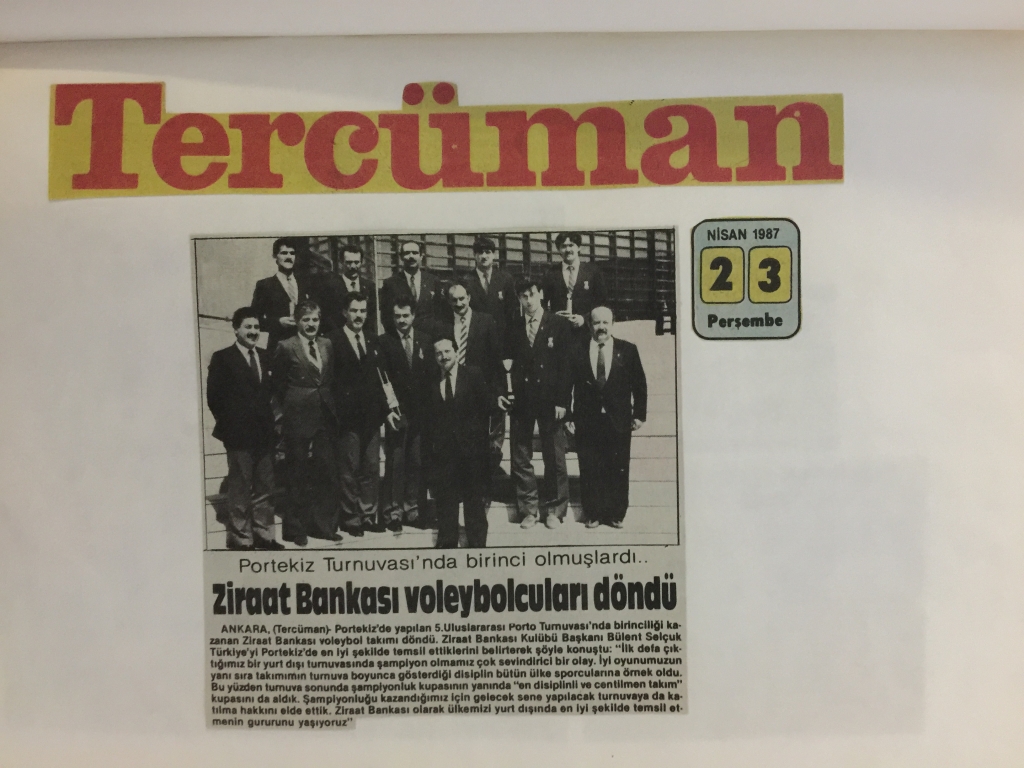 Tercüman
NİSAN 1987
23
Perşembe
Portekiz Turnuvası'nda birinci olmuşlardı..
Ziraat Bankası voleybolcuları döndü
ANKARA, (Tercüman)- Portekiz'de yapılan 5.Uluslararası Porto Turnuvası'nda birinciliği ka-
zanan Ziraat Bankası voleybol takımı döndü. Ziraat Bankası Kulübü Başkanı Bülent Selçuk
Türkiye'yi Portekiz'de en iyi şekilde temsil ettiklerini belirterek şöyle konuştu: "İlk defa çık-
tığımız bir yurt dışı turnuvasında şampiyon olmamız çok sevindirici bir olay. İyi oyunumuzun
yanı sıra takımımın turnuva boyunca gösterdiği disiplin bütün ülke sporcularına örnek oldu.
Bu yüzden turnuva sonunda şampiyonluk kupasının yanında "en disiplinli ve centilmen takım"
kupasını da aldık. Şampiyonluğu kazandığımız için gelecek sene yapılacak turnuvaya da ka-
tılma hakkını elde ettik. Ziraat Bankası olarak ülkemizi yurt dışında en iyi şekilde temsil et-
menin gururunu yaşıyoruz"